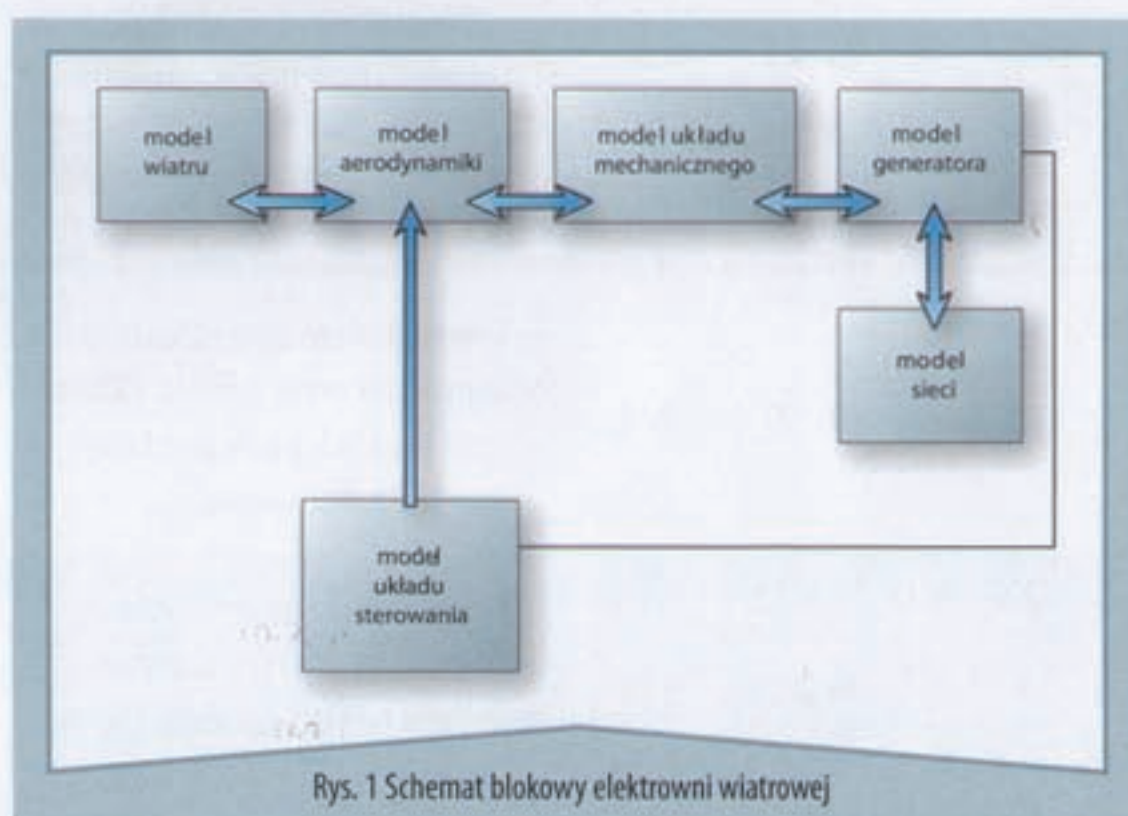 model
wiatru
model
aerodynamiki
model układu
mechanicznego
model
generatora
model
sieci
model
układu
sterowania
Rys. 1 Schemat blokowy elektrowni wiatrowej